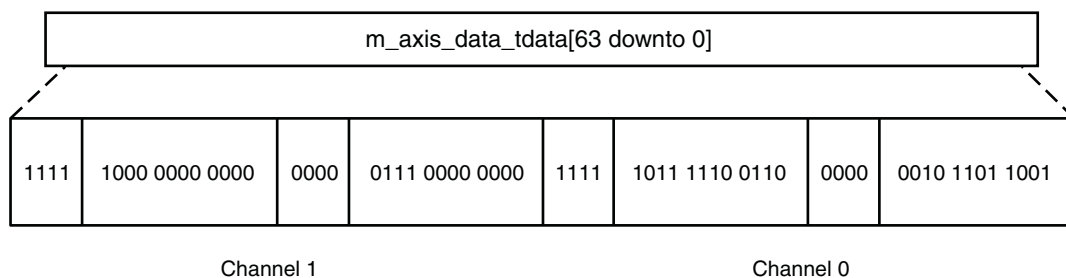 m_axis_data_tdata[63 downto 0]
1111 1000 0000 0000 0000 0111 0000 0000 1111 1011 1110 0110 0000 0010 1101 1001
Channel 1 Channel 0